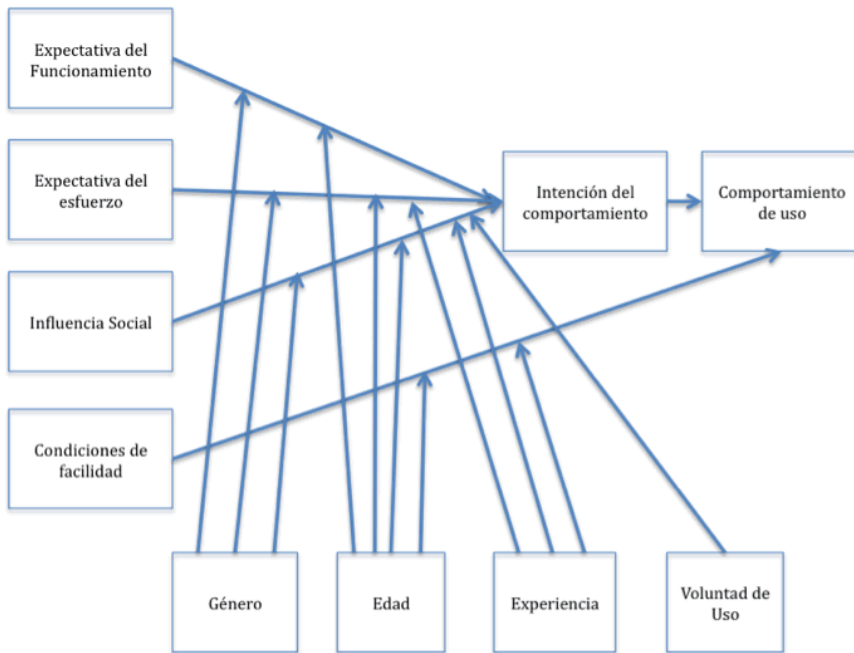 Expectativa del
Funcionamiento
Expectativa del
esfuerzo
Influencia Social
Condiciones de
facilidad
Intención del
comportamiento
Comportamiento
de uso
Género
Edad
Experiencia
Voluntad de
Uso